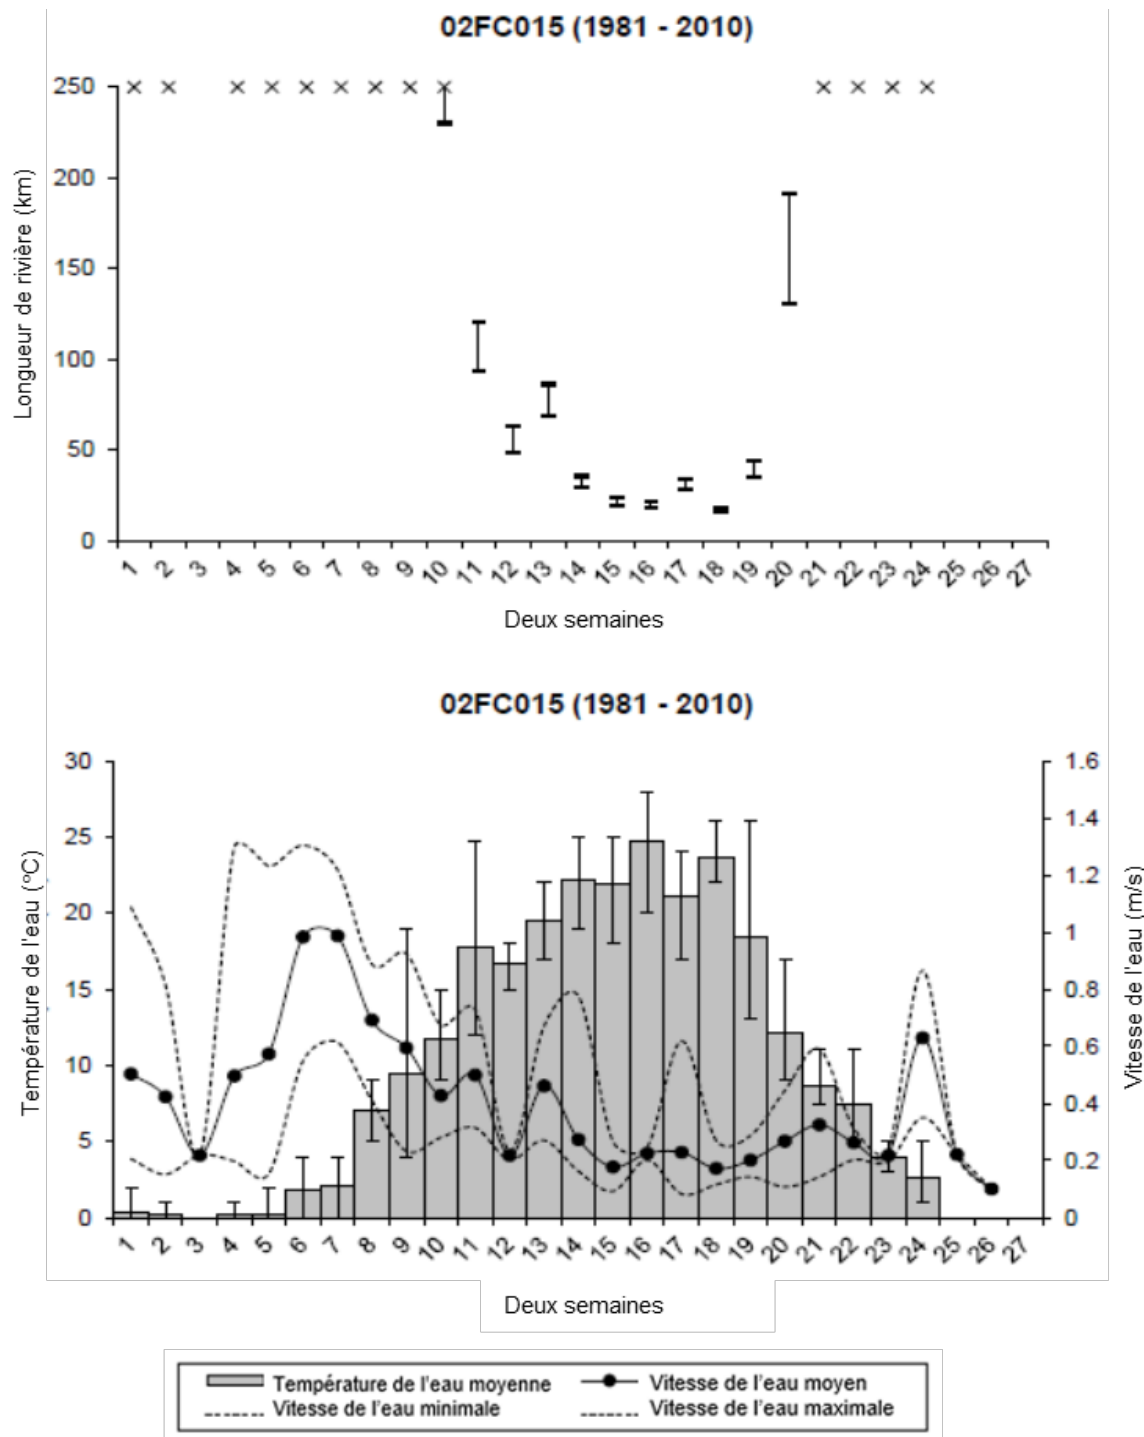 02FC015 (1981 - 2010)
250
200
150
100
50
0
Longueur de rivière (km)
1 2 3 4 5 6 7 8 9 10 11 12 13 14 15 16 17 18 19 20 21 22 23 24 25 26 27
Deux semaines
02FC015 (1981 - 2010)
30
25
20
15
10
5
0
Température de l'eau (°C)
1.6
1.4
1.2
1
0.8
0.6
0.4
0.2
0
Vitesse de l'eau (m/s)
1 2 3 4 5 6 7 8 9 10 11 12 13 14 15 16 17 18 19 20 21 22 23 24 25 26 27
Deux semaines
Température de l'eau moyenne Vitesse de l'eau moyen
Vitesse de l'eau minimale Vitesse de l'eau maximale